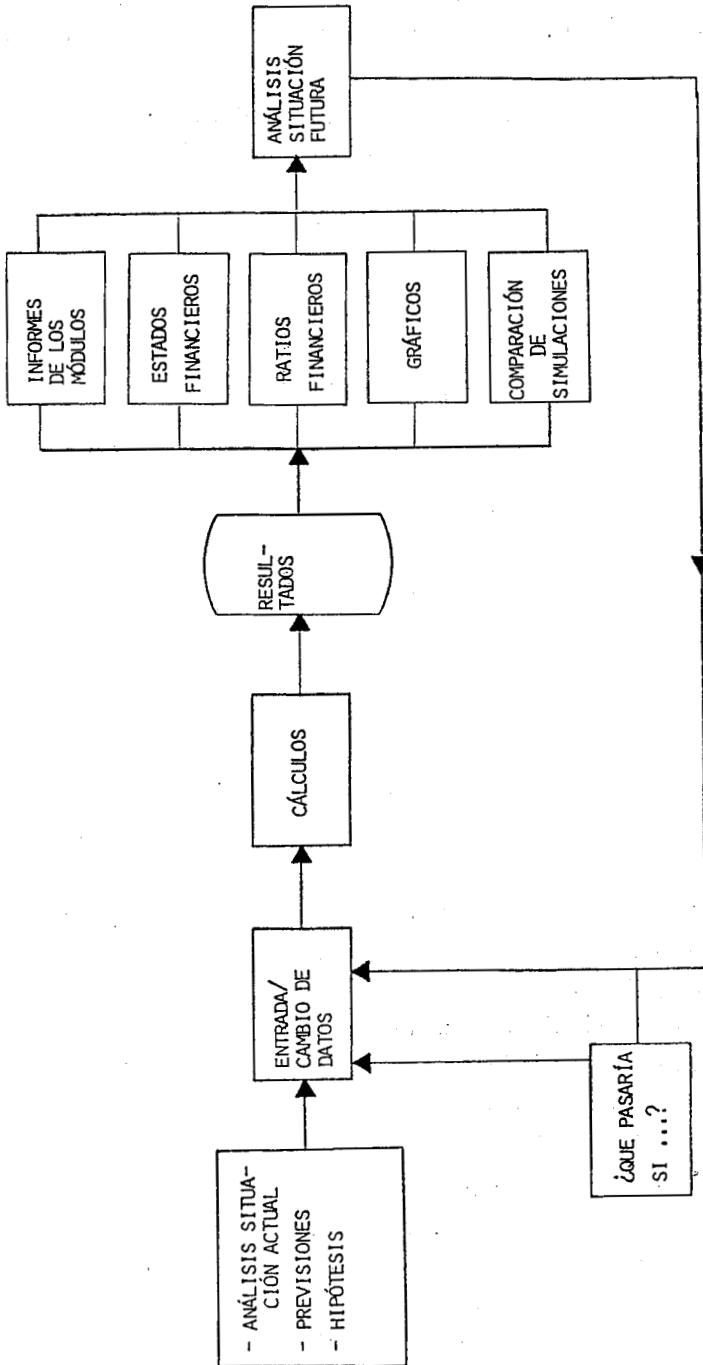 - ANÁLISIS SITUA-
CIÓN ACTUAL
- PREVISIONES
- HIPÓTESIS
ENTRADA/
CAMBIO DE
DATOS
¿QUE PASARÍA
SI ...?
CÁLCULOS
RESUL-
TADOS
INFORMES
DE LOS
MÓDULOS
ESTADOS
FINANCIEROS
RATIOS
FINANCIEROS
GRÁFICOS
COMPARACIÓN
DE
SIMULACIONES
ANÁLISIS
SITUACIÓN
FUTURA